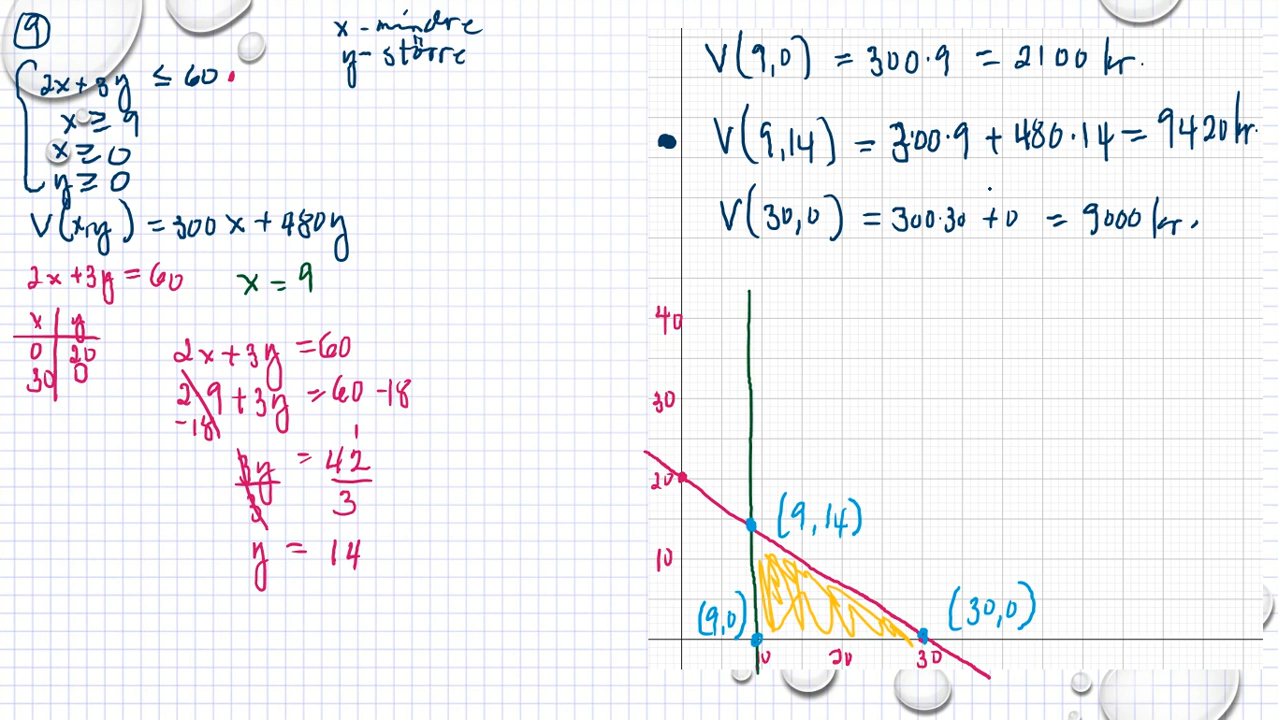 9
x - mindre
y - större
2x + 3y ≤ 60
x ≥ 9
x ≥ 0
y ≥ 0
V(x,y) = 300x + 480y
2x + 3y = 60
x = 9
x y
0 20
30 0
2x + 3y = 60
2 9 + 3y = 60 - 18
-18
3y = 42
3 3
y = 14
V(9,0) = 300·9 = 2100 kr.
• V(9,14) = 300·9 + 480·14 = 9420 kr.
V(30,0) = 300·30 + 0 = 9000 kr.
40
30
20
(9,14)
10
(9,0)
(30,0)
10 20 30